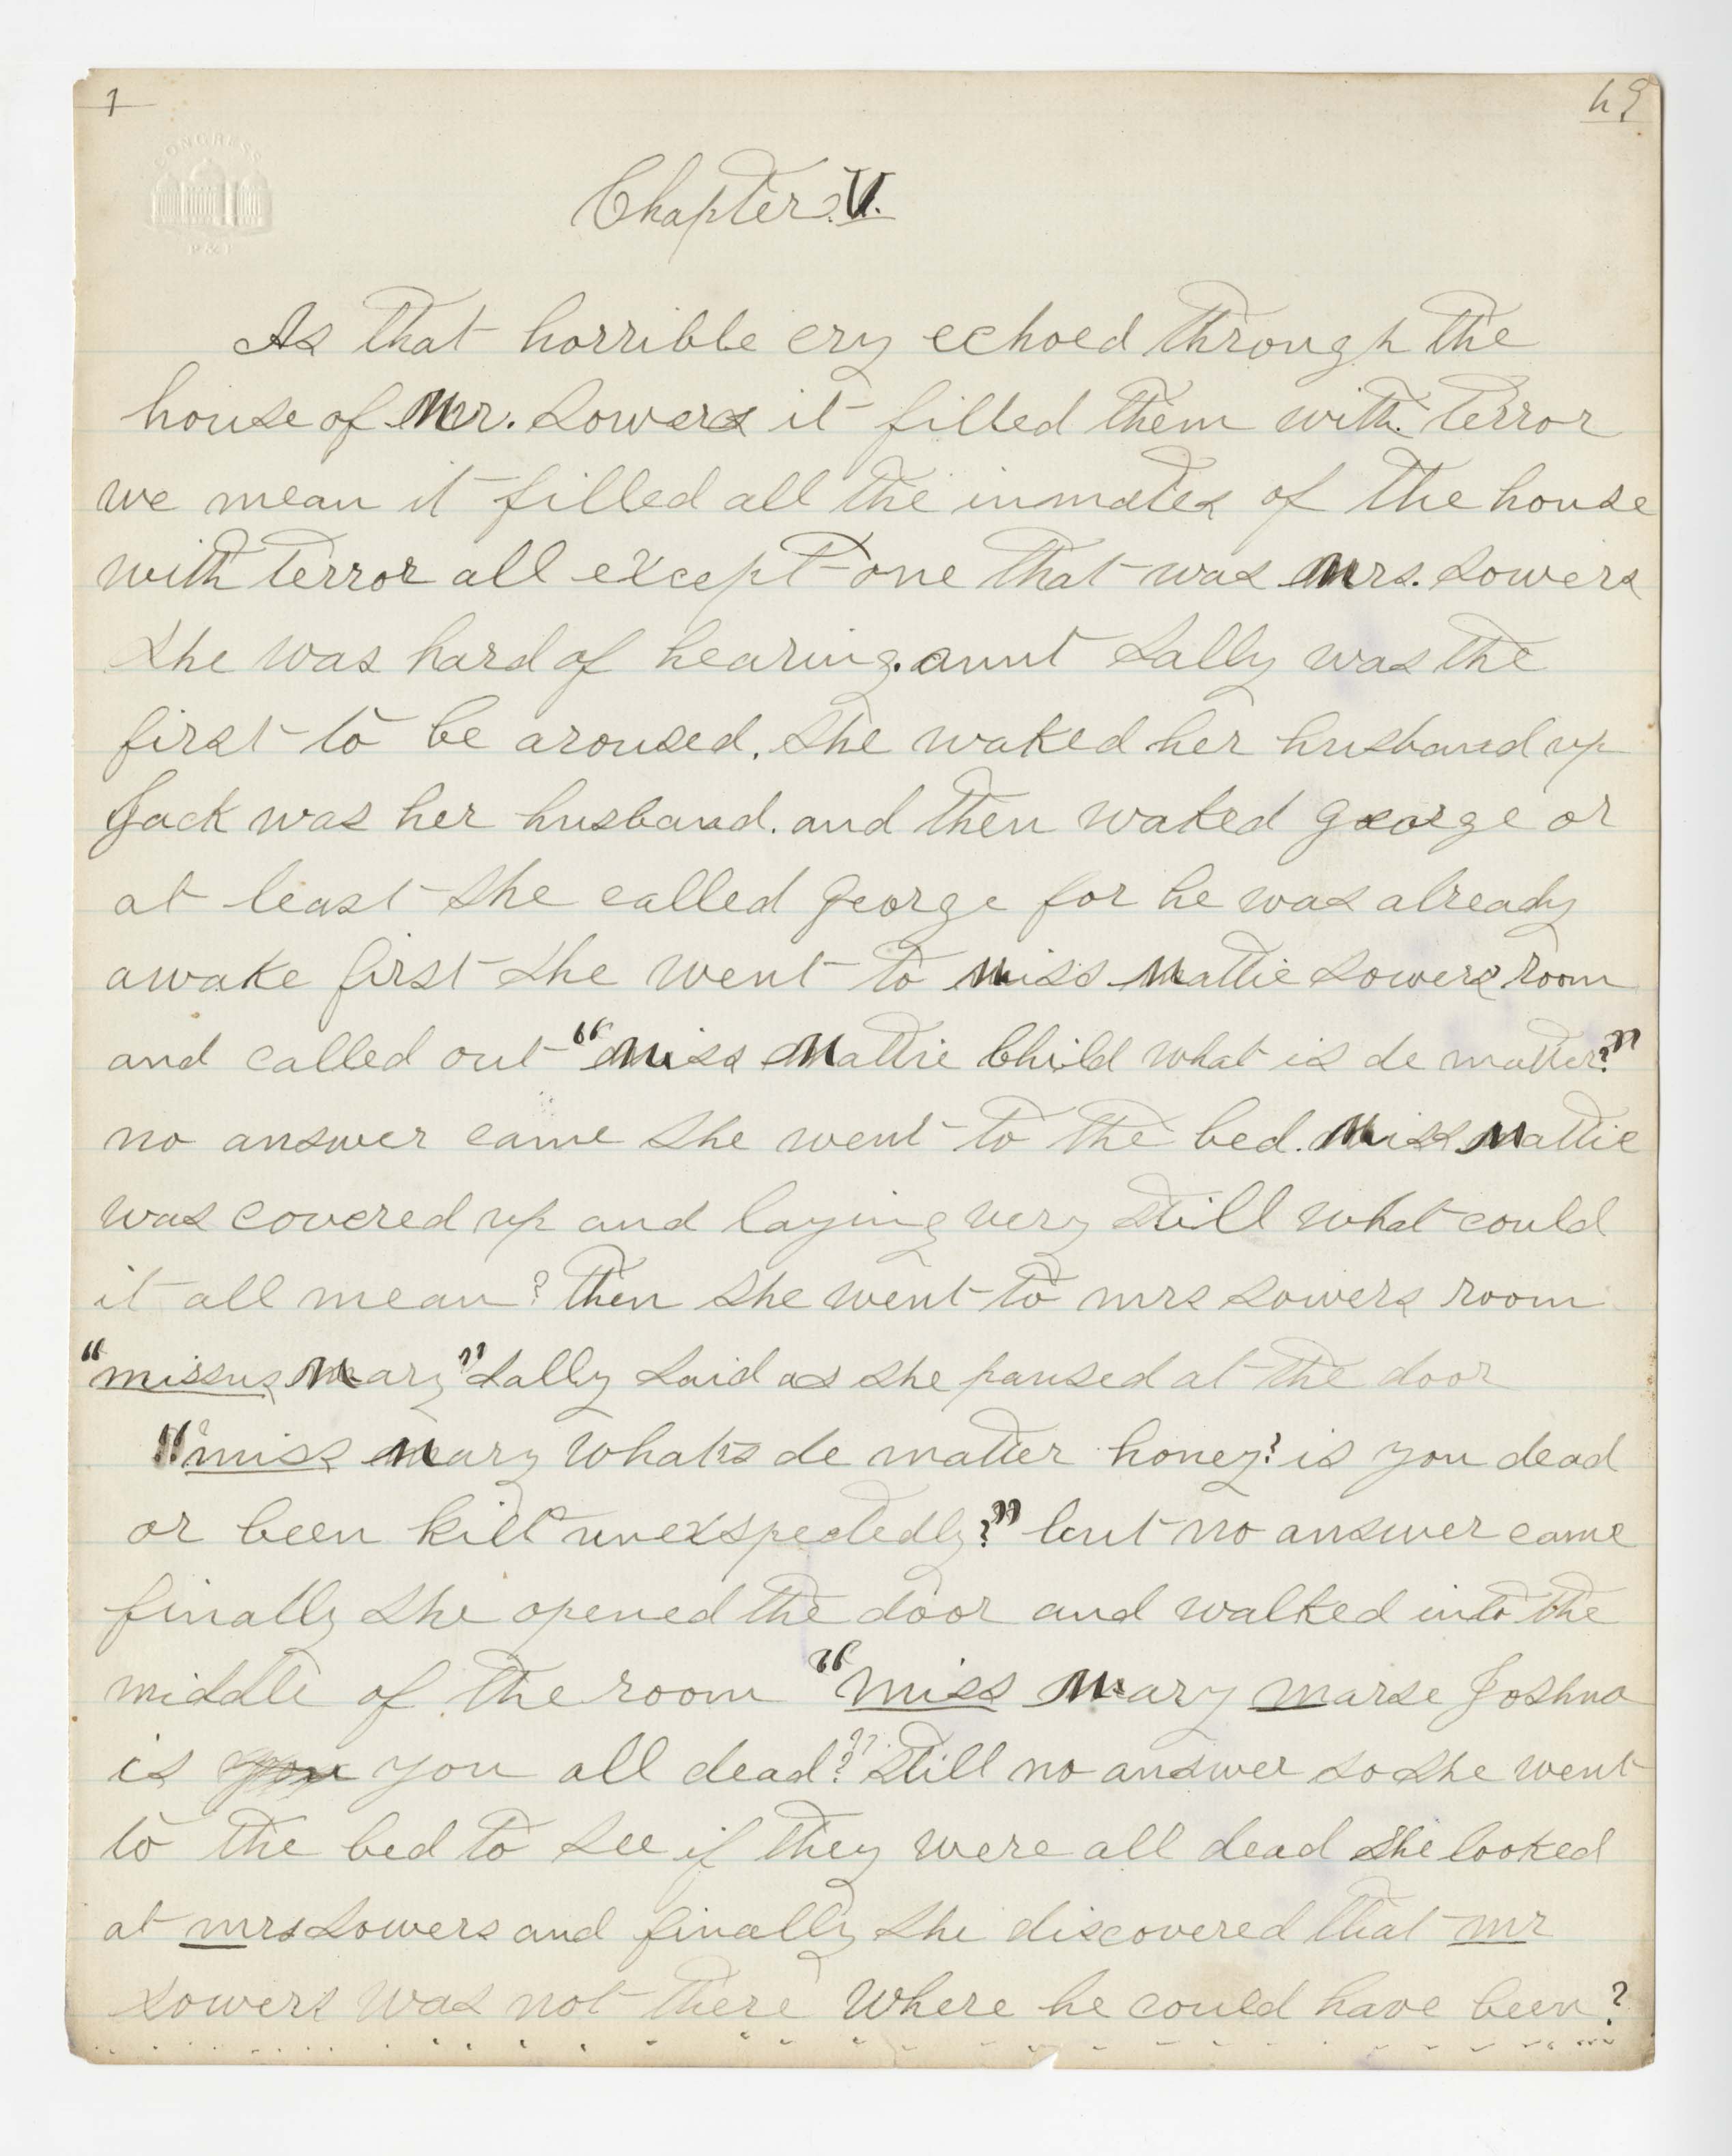 1
49
CONGRESS
P & P
Chapter. V.
As that horrible cry echoed through the
house of Mr. Sowers it filled them with. terror
we mean it filled all the inmates of the house
with terror all except one that was Mrs. Sowers
She was hard of hearing. aunt Sally was the
first to be aroused. She waked her husband up
Jack was her husband. and then waked george or
at least she called george for he was already
awake first she went to Miss Mattie Sowers room
and called out "Miss Mattie Child what is de matter?"
no answer came she went to the bed. Miss Mattie
was covered up and laying very still what could
it all mean? Then she went to mrs Sowers room
"missus Mary" Sally said as she paused at the door
"miss Mary whats de matter honey? is you dead
or been kilt unexspectedly?" but no answer came
finally she opened the door and walked into the
middle of the room "miss Mary marse Joshua
is you you all dead?" Still no answer so she went
to the bed to see if they were all dead She looked
at mrs Sowers and finally she discovered that mr
Sowers was not there Where he could have been?